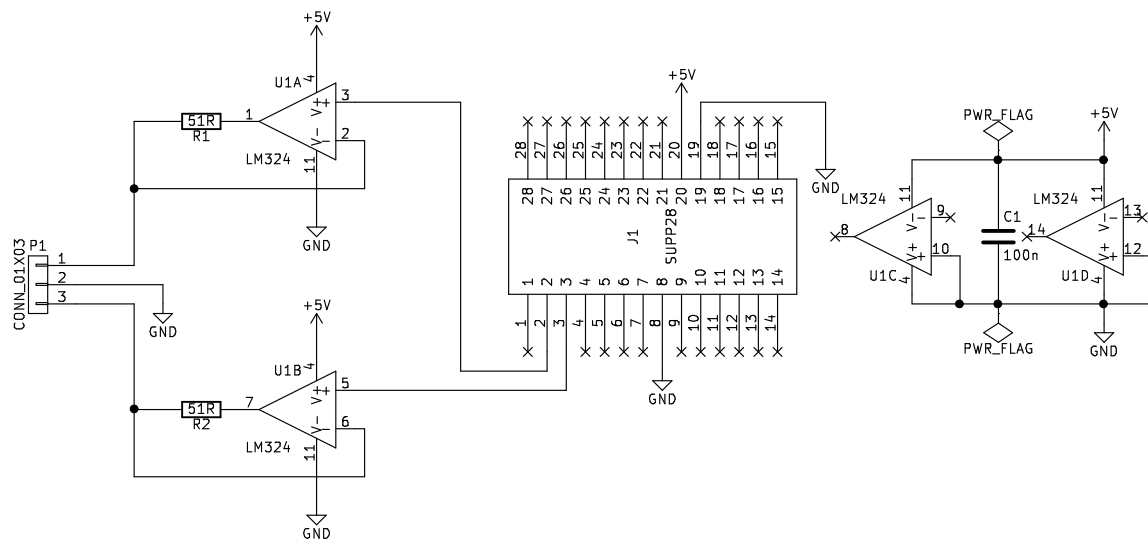 +5V
4
U1A
V+
+
3
1
51R
R1
V-
-
2
LM324
11
GND
P1
CONN_01X03
1
2
3
GND
+5V
4
U1B
V+
+
5
7
51R
R2
V-
-
6
LM324
11
GND
+5V
28 27 26 25 24 23 22 21 20 19 18 17 16 15
28 27 26 25 24 23 22 21 20 19 18 17 16 15
GND
J1
SUPP28
1 2 3 4 5 6 7 8 9 10 11 12 13 14
1 2 3 4 5 6 7 8 9 10 11 12 13 14
GND
PWR_FLAG
+5V
11
LM324
V-
-
9
8
V+
+
10
U1C
4
C1
100n
11
LM324
V-
-
13
14
V+
+
12
U1D
4
PWR_FLAG
GND